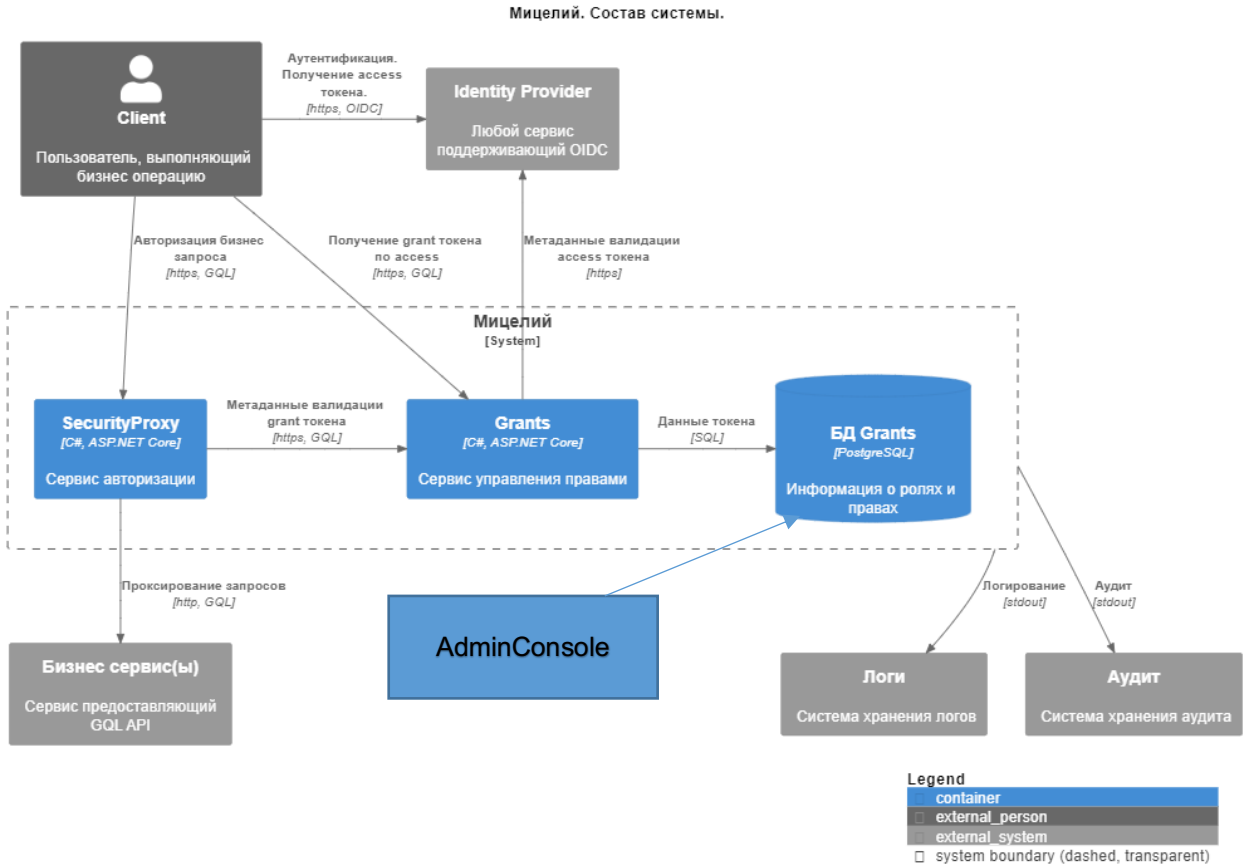 Мицелий. Состав системы.
Client
Пользователь, выполняющий
бизнес операцию
Аутентификация.
Получение access
токена.
[https, OIDC]
Identity Provider
Любой сервис
поддерживающий OIDC
Авторизация бизнес
запроса
[https, GQL]
Получение grant токена
по access
[https, GQL]
Метаданные валидации
access токена
[https]
Мицелий
[System]
SecurityProxy
[C#, ASP.NET Core]
Сервис авторизации
Метаданные валидации
grant токена
[https, GQL]
Grants
[C#, ASP.NET Core]
Сервис управления правами
Данные токена
[SQL]
БД Grants
[PostgreSQL]
Информация о ролях и
правах
Проксирование запросов
[http, GQL]
Логирование
[stdout]
Аудит
[stdout]
AdminConsole
Бизнес сервис(ы)
Сервис предоставляющий
GQL API
Логи
Система хранения логов
Аудит
Система хранения аудита
Legend
container
external_person
external_system
system boundary (dashed, transparent)